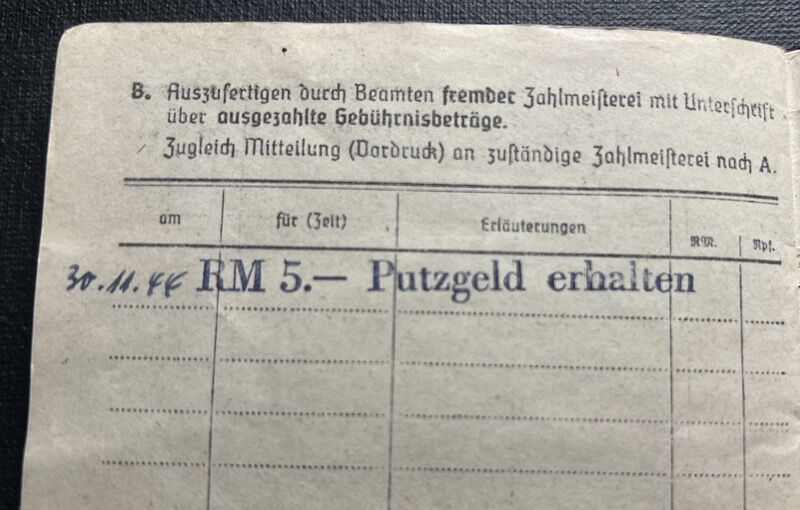 B. Auszufertigen durch Beamten fremder Zahlmeisterei mit Unterschrift
über ausgezahlte Gebührnisbeträge.
Zugleich Mitteilung (Vordruck) an zuständige Zahlmeisterei nach A.
am für (Zeit) Erläuterungen RM. Rpf.
30.11.44 RM 5.— Putzgeld erhalten